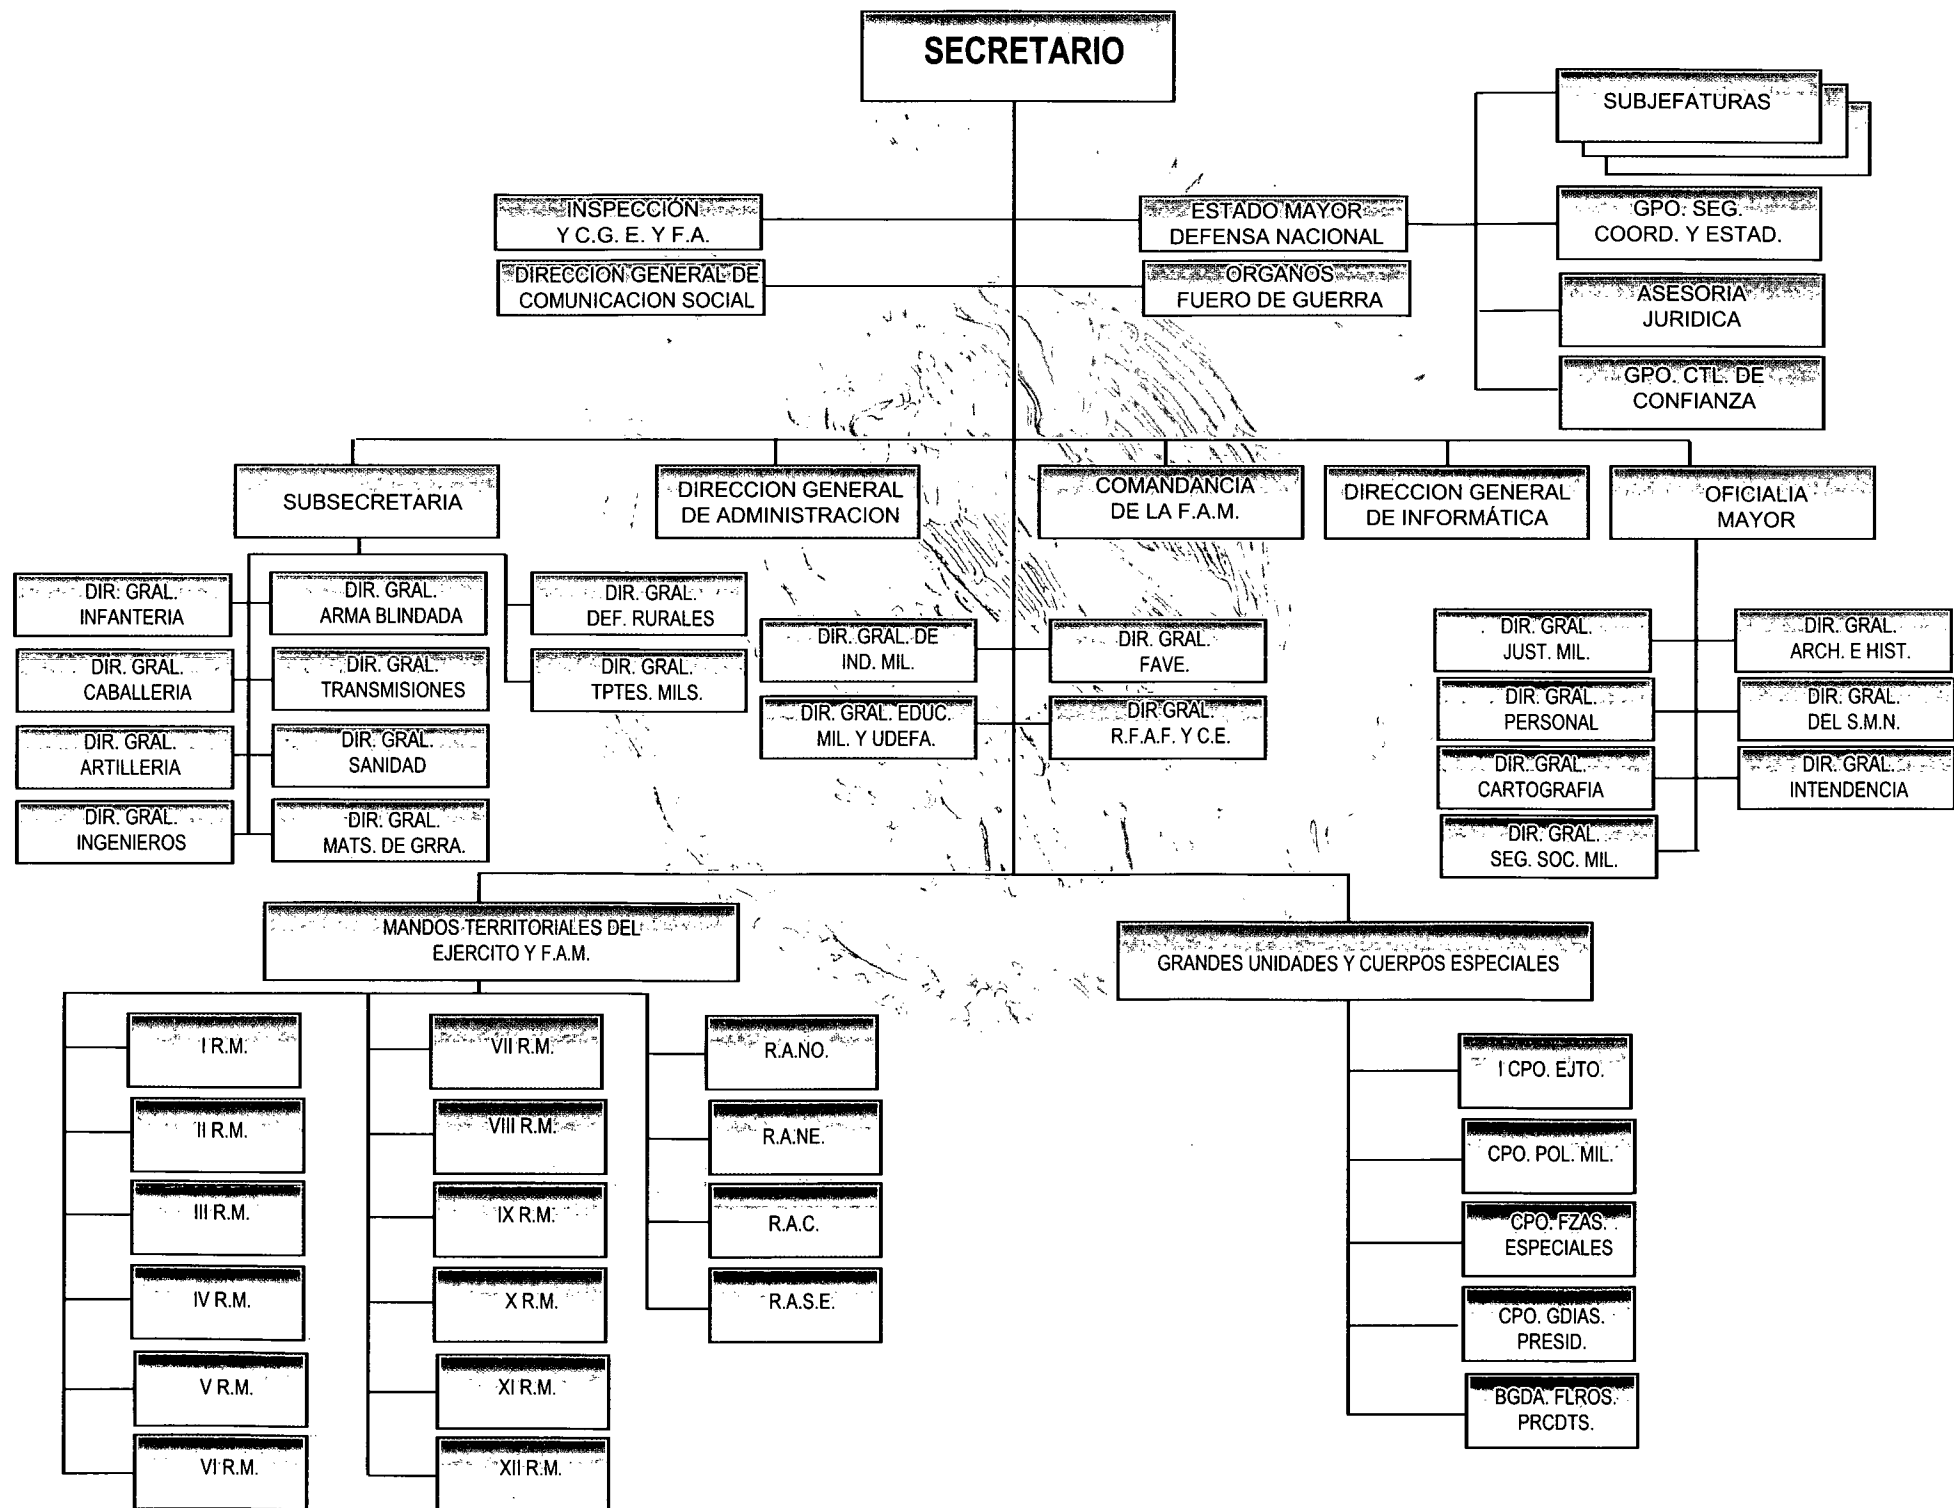 SECRETARIO
SUBJEFATURAS
INSPECCIÓN
Y C.G. E. Y F.A.
ESTADO MAYOR
DEFENSA NACIONAL
GPO. SEG.
COORD. Y ESTAD.
DIRECCION GENERAL DE
COMUNICACION SOCIAL
ORGANOS
FUERO DE GUERRA
ASESORIA
JURIDICA
GPO. CTL. DE
CONFIANZA
SUBSECRETARIA
DIRECCION GENERAL
DE ADMINISTRACION
COMANDANCIA
DE LA F.A.M.
DIRECCION GENERAL
DE INFORMÁTICA
OFICIALIA
MAYOR
DIR. GRAL.
INFANTERIA
DIR. GRAL.
ARMA BLINDADA
DIR. GRAL.
DEF. RURALES
DIR. GRAL.
CABALLERIA
DIR. GRAL.
TRANSMISIONES
DIR. GRAL.
TPTES. MILS.
DIR. GRAL.
ARTILLERIA
DIR. GRAL.
SANIDAD
DIR. GRAL.
INGENIEROS
DIR. GRAL.
MATS. DE GRRA.
DIR. GRAL. DE
IND. MIL.
DIR. GRAL.
FAVE.
DIR. GRAL. EDUC.
MIL. Y UDEFA.
DIR GRAL.
R.F.A.F. Y C.E.
DIR. GRAL.
JUST. MIL.
DIR. GRAL.
ARCH. E HIST.
DIR. GRAL.
PERSONAL
DIR. GRAL.
DEL S.M.N.
DIR. GRAL.
CARTOGRAFIA
DIR. GRAL.
INTENDENCIA
DIR. GRAL.
SEG. SOC. MIL.
MANDOS TERRITORIALES DEL
EJERCITO Y F.A.M.
GRANDES UNIDADES Y CUERPOS ESPECIALES
I R.M.
II R.M.
III R.M.
IV R.M.
V R.M.
VI R.M.
VII R.M.
VIII R.M.
IX R.M.
X R.M.
XI R.M.
XII R.M.
R.A.NO.
R.A.NE.
R.A.C.
R.A.S.E.
I CPO. EJTO.
CPO. POL. MIL.
CPO. FZAS.
ESPECIALES
CPO. GDIAS.
PRESID.
BGDA. FLROS.
PRCDTS.